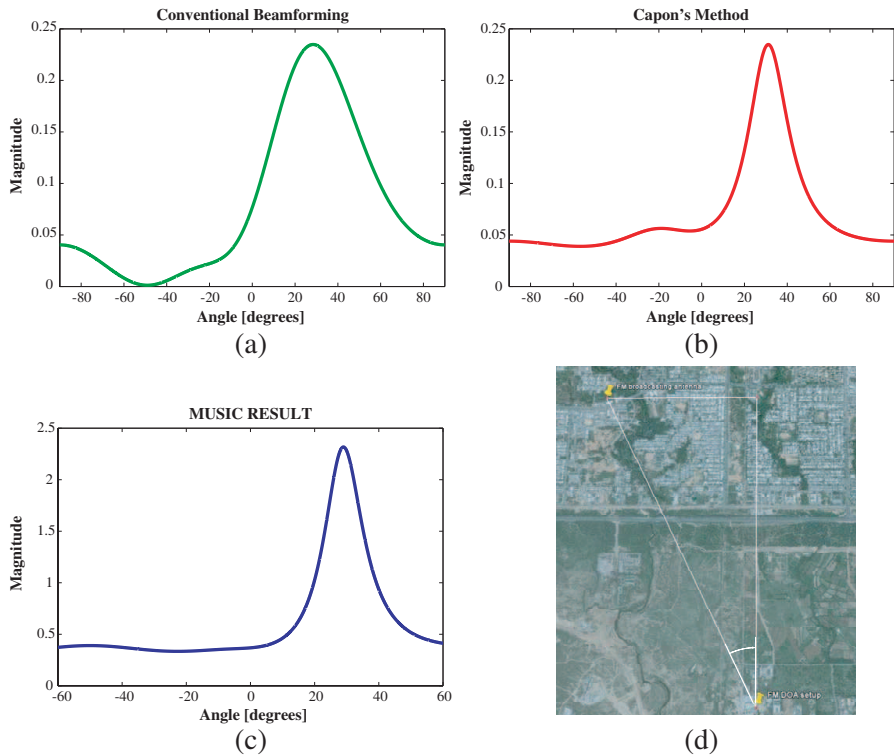 Conventional Beamforming
0.25
0.2
0.15
0.1
0.05
0
Magnitude
-80 -60 -40 -20 0 20 40 60 80
Angle [degrees]
(a)
Capon's Method
0.25
0.2
0.15
0.1
0.05
0
Magnitude
-80 -60 -40 -20 0 20 40 60 80
Angle [degrees]
(b)
MUSIC RESULT
2.5
2
1.5
1
0.5
0
Magnitude
-60 -40 -20 0 20 40 60
Angle [degrees]
(c)
FM broadcasting antenna
FM DOA setup
(d)